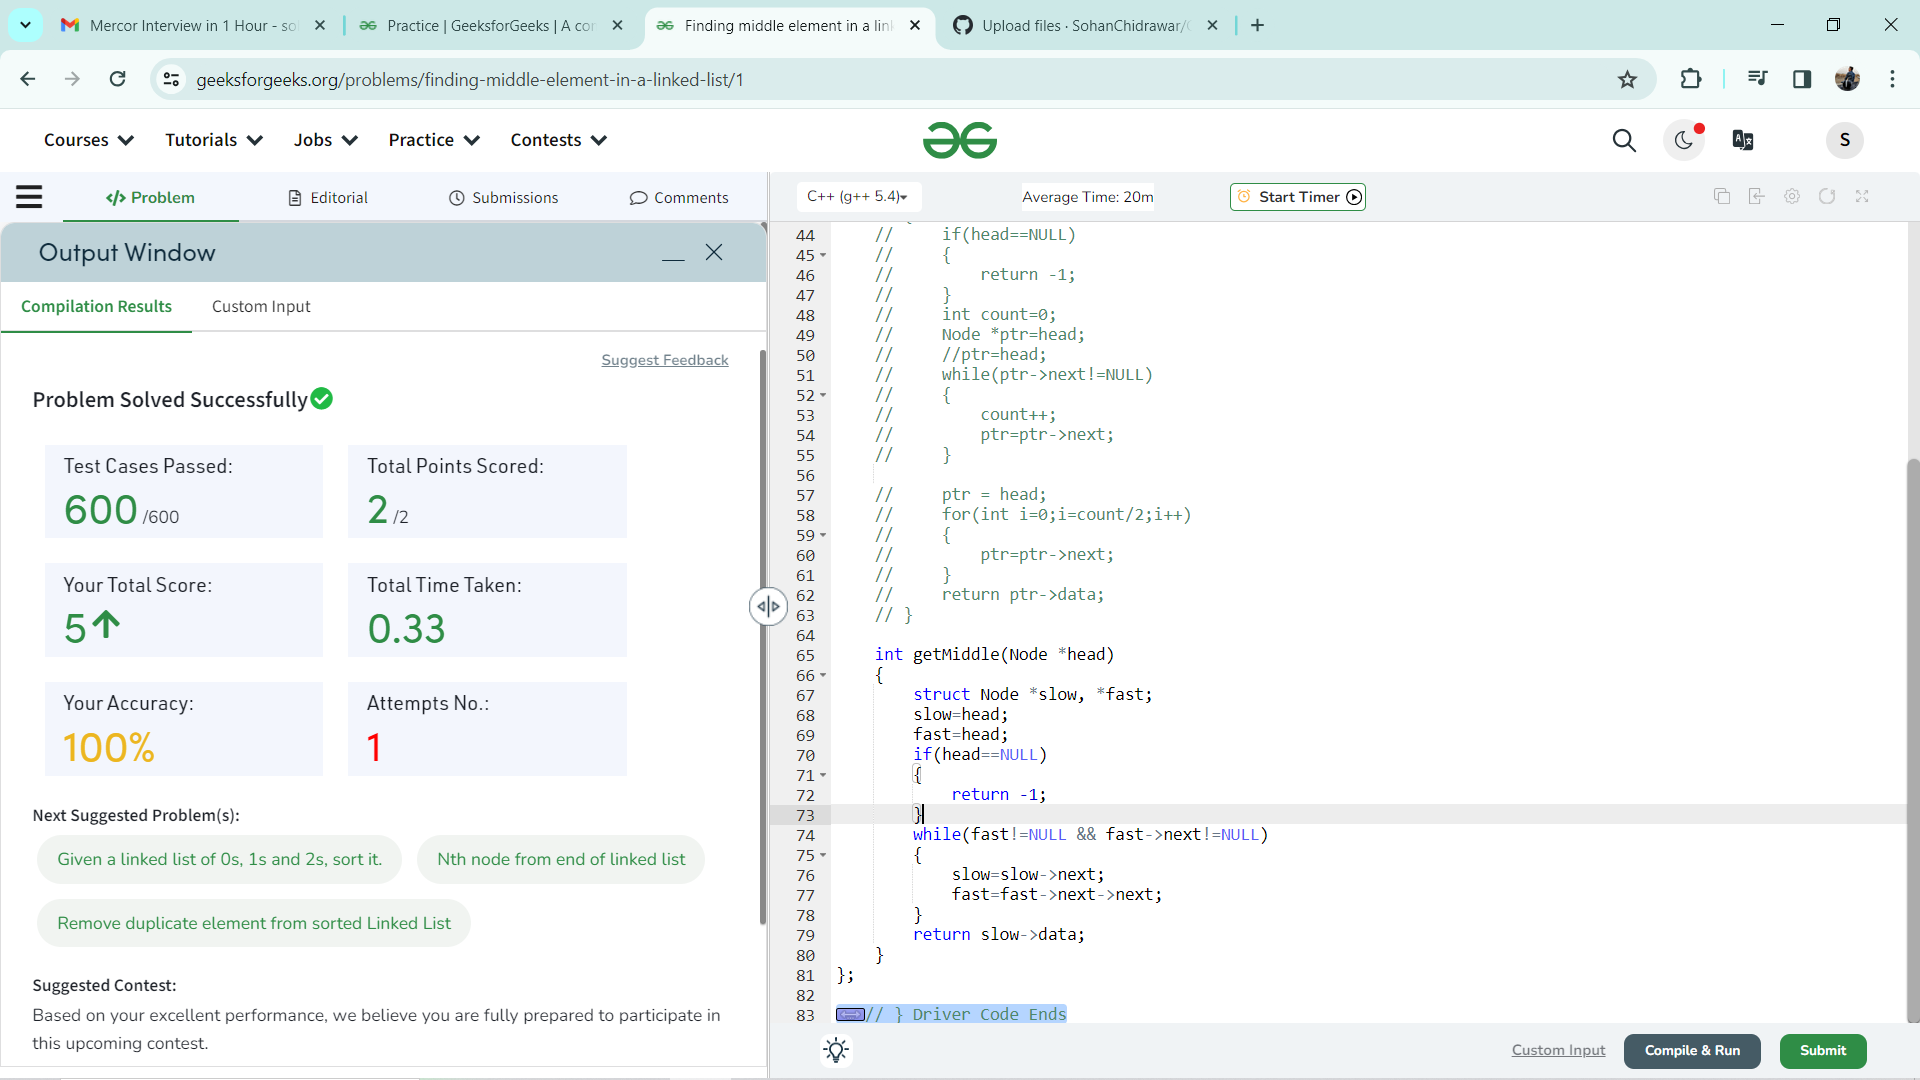 Mercor Interview in 1 Hour - so
Practice | GeeksforGeeks | A co
Finding middle element in a lin
Upload files · SohanChidrawar/
geeksforgeeks.org/problems/finding-middle-element-in-a-linked-list/1
Courses
Tutorials
Jobs
Practice
Contests
S
</> Problem
Editorial
Submissions
Comments
C++ (g++ 5.4)
Average Time: 20m
Start Timer
Output Window
Compilation Results
Custom Input
Suggest Feedback
Problem Solved Successfully
Test Cases Passed:
600 /600
Total Points Scored:
2 /2
Your Total Score:
5
Total Time Taken:
0.33
Your Accuracy:
100%
Attempts No.:
1
Next Suggested Problem(s):
Given a linked list of 0s, 1s and 2s, sort it.
Nth node from end of linked list
Remove duplicate element from sorted Linked List
Suggested Contest:
Based on your excellent performance, we believe you are fully prepared to participate in
this upcoming contest.
44 // if(head==NULL)
45 // {
46 // return -1;
47 // }
48 // int count=0;
49 // Node *ptr=head;
50 // //ptr=head;
51 // while(ptr->next!=NULL)
52 // {
53 // count++;
54 // ptr=ptr->next;
55 // }
56
57 // ptr = head;
58 // for(int i=0;i=count/2;i++)
59 // {
60 // ptr=ptr->next;
61 // }
62 // return ptr->data;
63 // }
64
65 int getMiddle(Node *head)
66 {
67 struct Node *slow, *fast;
68 slow=head;
69 fast=head;
70 if(head==NULL)
71 {
72 return -1;
73 }
74 while(fast!=NULL && fast->next!=NULL)
75 {
76 slow=slow->next;
77 fast=fast->next->next;
78 }
79 return slow->data;
80 }
81 };
82
83 // } Driver Code Ends
Custom Input
Compile & Run
Submit